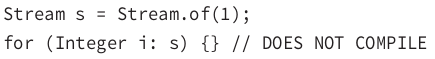 Stream s = Stream.of(1);
for (Integer i: s) {} // DOES NOT COMPILE